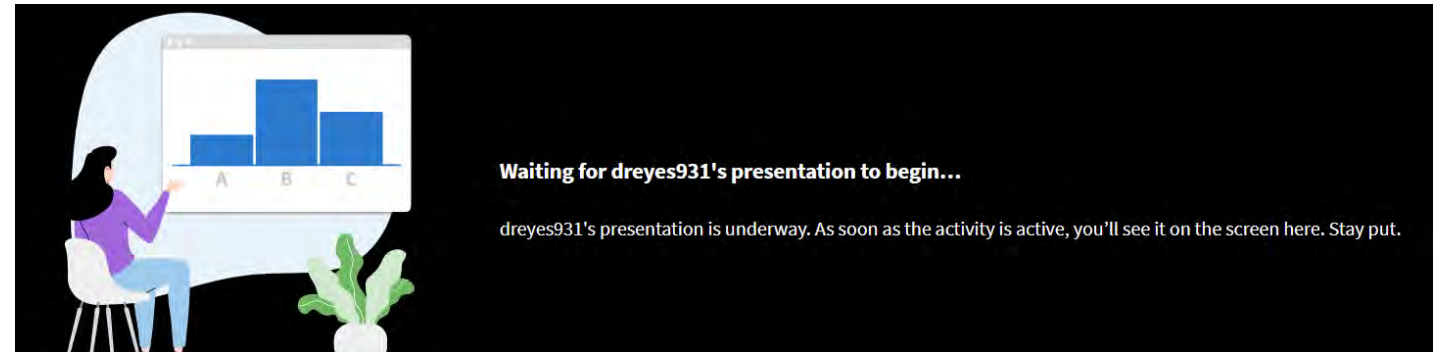 A B C
Waiting for dreyes931's presentation to begin…
dreyes931's presentation is underway. As soon as the activity is active, you’ll see it on the screen here. Stay put.